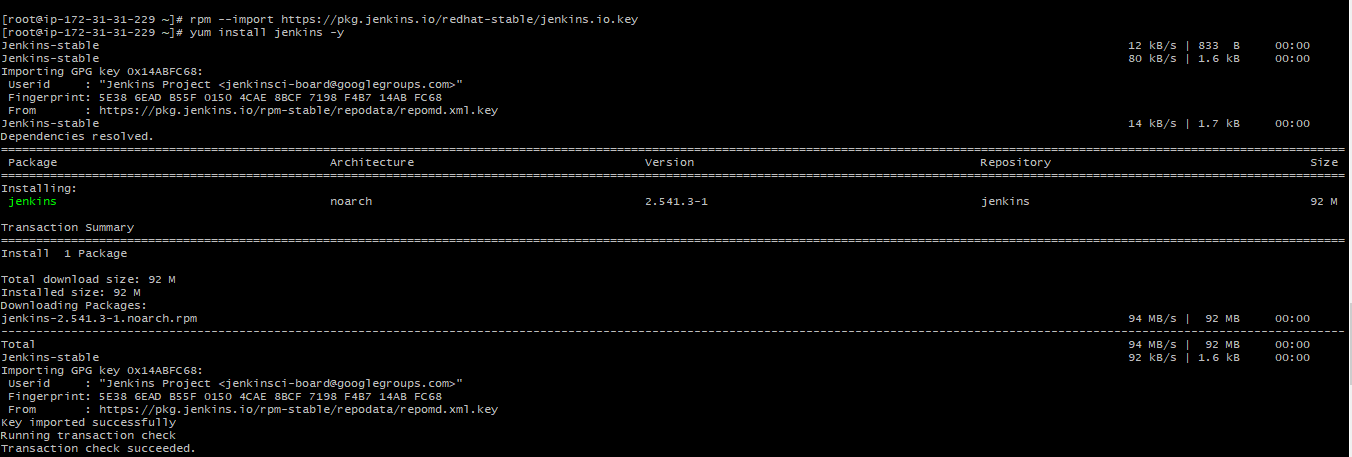 [root@ip-172-31-31-229 ~]# rpm --import https://pkg.jenkins.io/redhat-stable/jenkins.io.key
[root@ip-172-31-31-229 ~]# yum install jenkins -y
Jenkins-stable 12 kB/s | 833 B 00:00
Jenkins-stable 80 kB/s | 1.6 kB 00:00
Importing GPG key 0x14ABFC68:
Userid : "Jenkins Project <jenkinsci-board@googlegroups.com>"
Fingerprint: 5E38 6EAD B55F 0150 4CAE 8BCF 7198 F4B7 14AB FC68
From : https://pkg.jenkins.io/rpm-stable/repodata/repomd.xml.key
Jenkins-stable 14 kB/s | 1.7 kB 00:00
Dependencies resolved.
================================================================================
Package Architecture Version Repository Size
================================================================================
Installing:
jenkins noarch 2.541.3-1 jenkins 92 M
Transaction Summary
================================================================================
Install 1 Package
Total download size: 92 M
Installed size: 92 M
Downloading Packages:
jenkins-2.541.3-1.noarch.rpm 94 MB/s | 92 MB 00:00
--------------------------------------------------------------------------------
Total 94 MB/s | 92 MB 00:00
Jenkins-stable 92 kB/s | 1.6 kB 00:00
Importing GPG key 0x14ABFC68:
Userid : "Jenkins Project <jenkinsci-board@googlegroups.com>"
Fingerprint: 5E38 6EAD B55F 0150 4CAE 8BCF 7198 F4B7 14AB FC68
From : https://pkg.jenkins.io/rpm-stable/repodata/repomd.xml.key
Key imported successfully
Running transaction check
Transaction check succeeded.